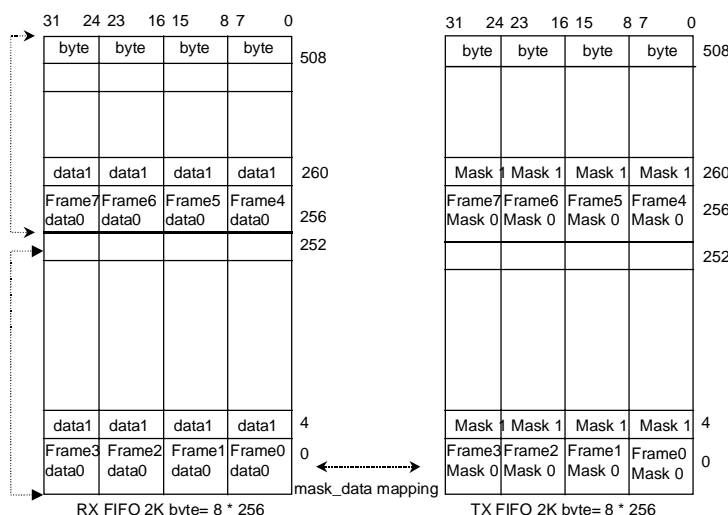 31 24 23 16 15 8 7 0
byte byte byte byte
508
data1 data1 data1 data1 260
Frame7 Frame6 Frame5 Frame4
data0 data0 data0 data0 256
252
data1 data1 data1 data1 4
Frame3 Frame2 Frame1 Frame0
data0 data0 data0 data0 0
RX FIFO 2K byte= 8 * 256
mask_data mapping
31 24 23 16 15 8 7 0
byte byte byte byte 508
Mask 1 Mask 1 Mask 1 Mask 1 260
Frame7 Frame6 Frame5 Frame4
Mask 0 Mask 0 Mask 0 Mask 0 256
252
Mask 1 Mask 1 Mask 1 Mask 1 4
Frame3 Frame2 Frame1 Frame0
Mask 0 Mask 0 Mask 0 Mask 0 0
TX FIFO 2K byte= 8 * 256